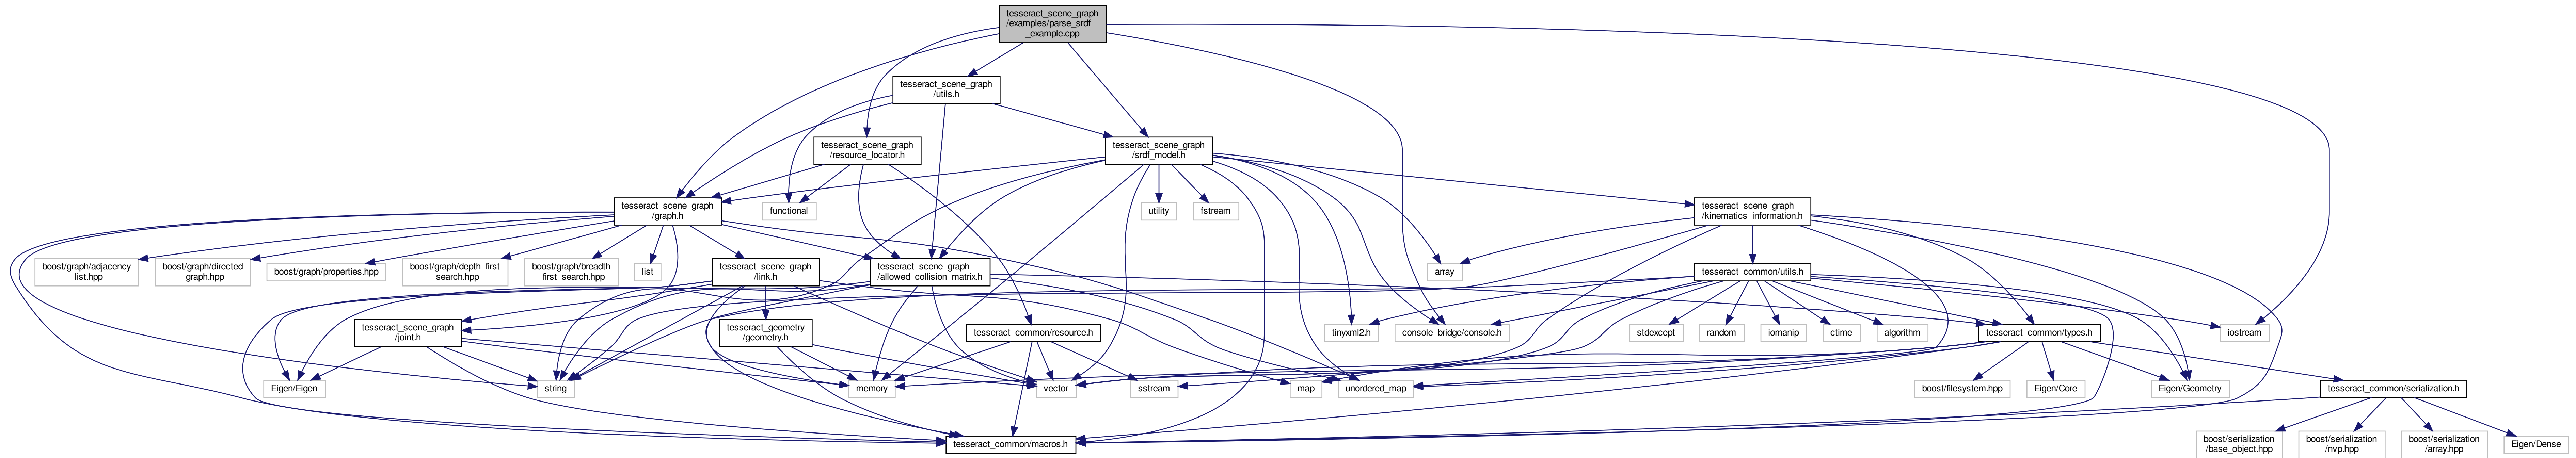 tesseract_scene_graph
/examples/parse_srdf
_example.cpp
tesseract_scene_graph
/utils.h
tesseract_scene_graph
/resource_locator.h
tesseract_scene_graph
/srdf_model.h
tesseract_scene_graph
/graph.h
functional
utility
fstream
tesseract_scene_graph
/kinematics_information.h
boost/graph/adjacency
_list.hpp
boost/graph/directed
_graph.hpp
boost/graph/properties.hpp
boost/graph/depth_first
_search.hpp
boost/graph/breadth
_first_search.hpp
list
tesseract_scene_graph
/link.h
tesseract_scene_graph
/allowed_collision_matrix.h
array
tesseract_common/utils.h
tesseract_scene_graph
/joint.h
tesseract_geometry
/geometry.h
tesseract_common/resource.h
tinyxml2.h
console_bridge/console.h
stdexcept
random
iomanip
ctime
algorithm
tesseract_common/types.h
iostream
Eigen/Eigen
string
memory
vector
sstream
map
unordered_map
boost/filesystem.hpp
Eigen/Core
Eigen/Geometry
tesseract_common/serialization.h
tesseract_common/macros.h
boost/serialization
/base_object.hpp
boost/serialization
/nvp.hpp
boost/serialization
/array.hpp
Eigen/Dense